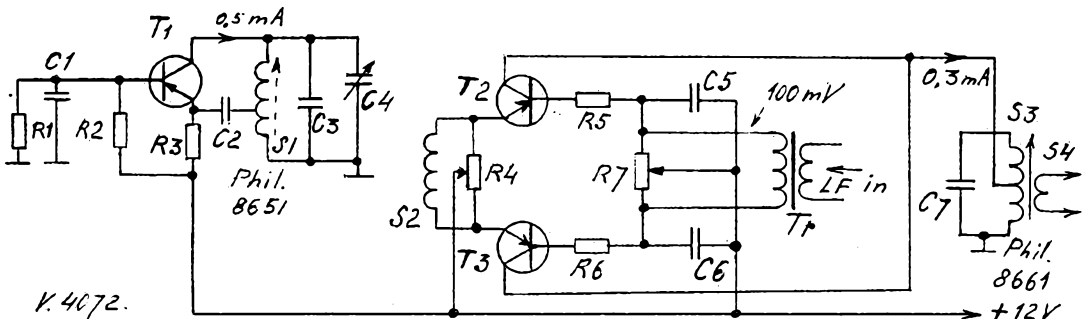 T1
0.5 mA
C1
R1
R2
R3
C2
S1
C3
C4
Phil.
8651
T2
T3
S2
R4
R5
R6
R7
C5
C6
100 mV
LF in
Tr
0.3 mA
S3
S4
C7
Phil.
8661
+12V
V. 4072.